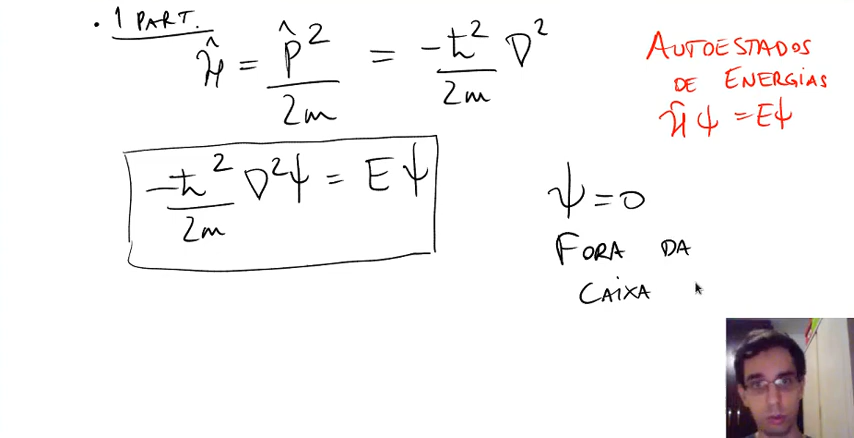 . 1 PART.
Ĥ = p̂²/2m = -ħ²/2m ∇²
-ħ²/2m ∇²ψ = Eψ
AUTOESTADOS
DE ENERGIAS
Ĥψ = Eψ
ψ = 0
FORA DA
CAIXA